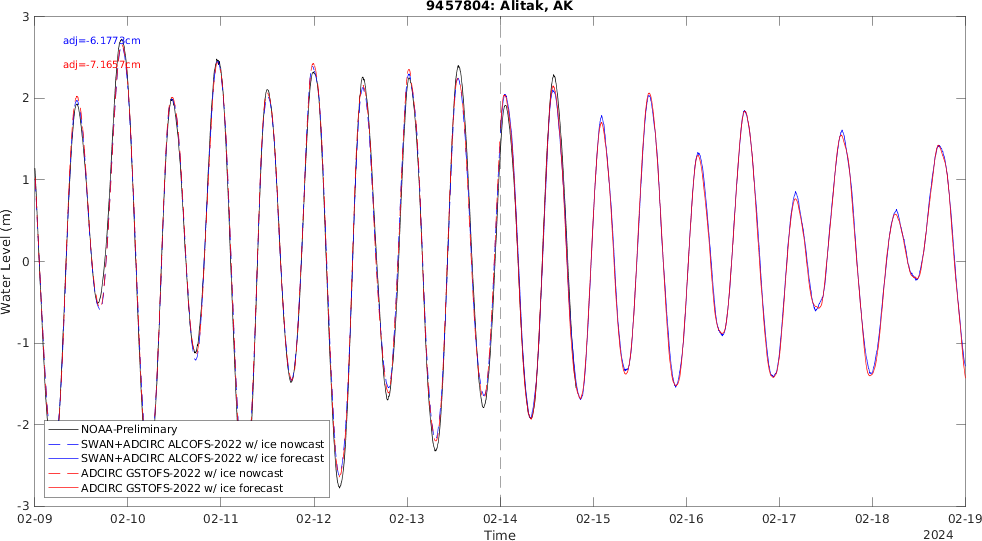 9457804: Alitak, AK
adj=-6.1773cm
adj=-7.1657cm
3
2
1
0
-1
-2
-3
Water Level (m)
NOAA-Preliminary
SWAN+ADCIRC ALCOFS-2022 w/ ice nowcast
SWAN+ADCIRC ALCOFS-2022 w/ ice forecast
ADCIRC GSTOFS-2022 w/ ice nowcast
ADCIRC GSTOFS-2022 w/ ice forecast
02-09 02-10 02-11 02-12 02-13 02-14 02-15 02-16 02-17 02-18 02-19
Time
2024